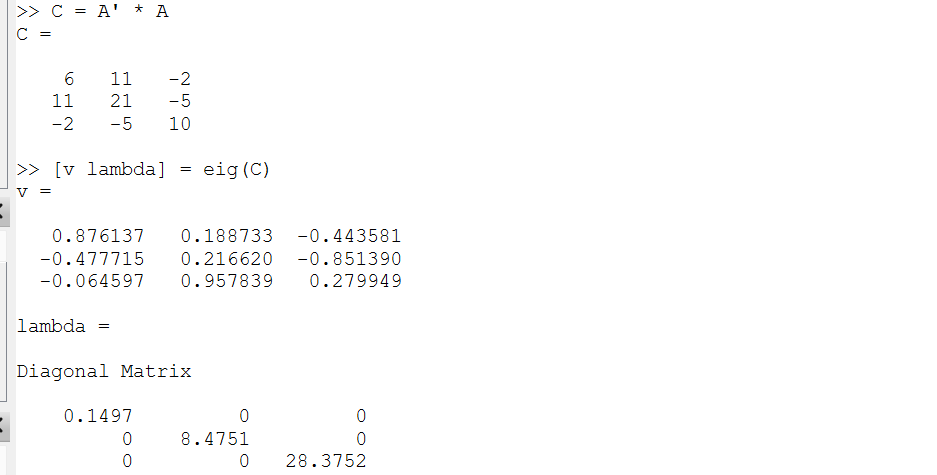 >> C = A' * A
C =
6 11 -2
11 21 -5
-2 -5 10
>> [v lambda] = eig(C)
v =
0.876137 0.188733 -0.443581
-0.477715 0.216620 -0.851390
-0.064597 0.957839 0.279949
lambda =
Diagonal Matrix
0.1497 0 0
0 8.4751 0
0 0 28.3752